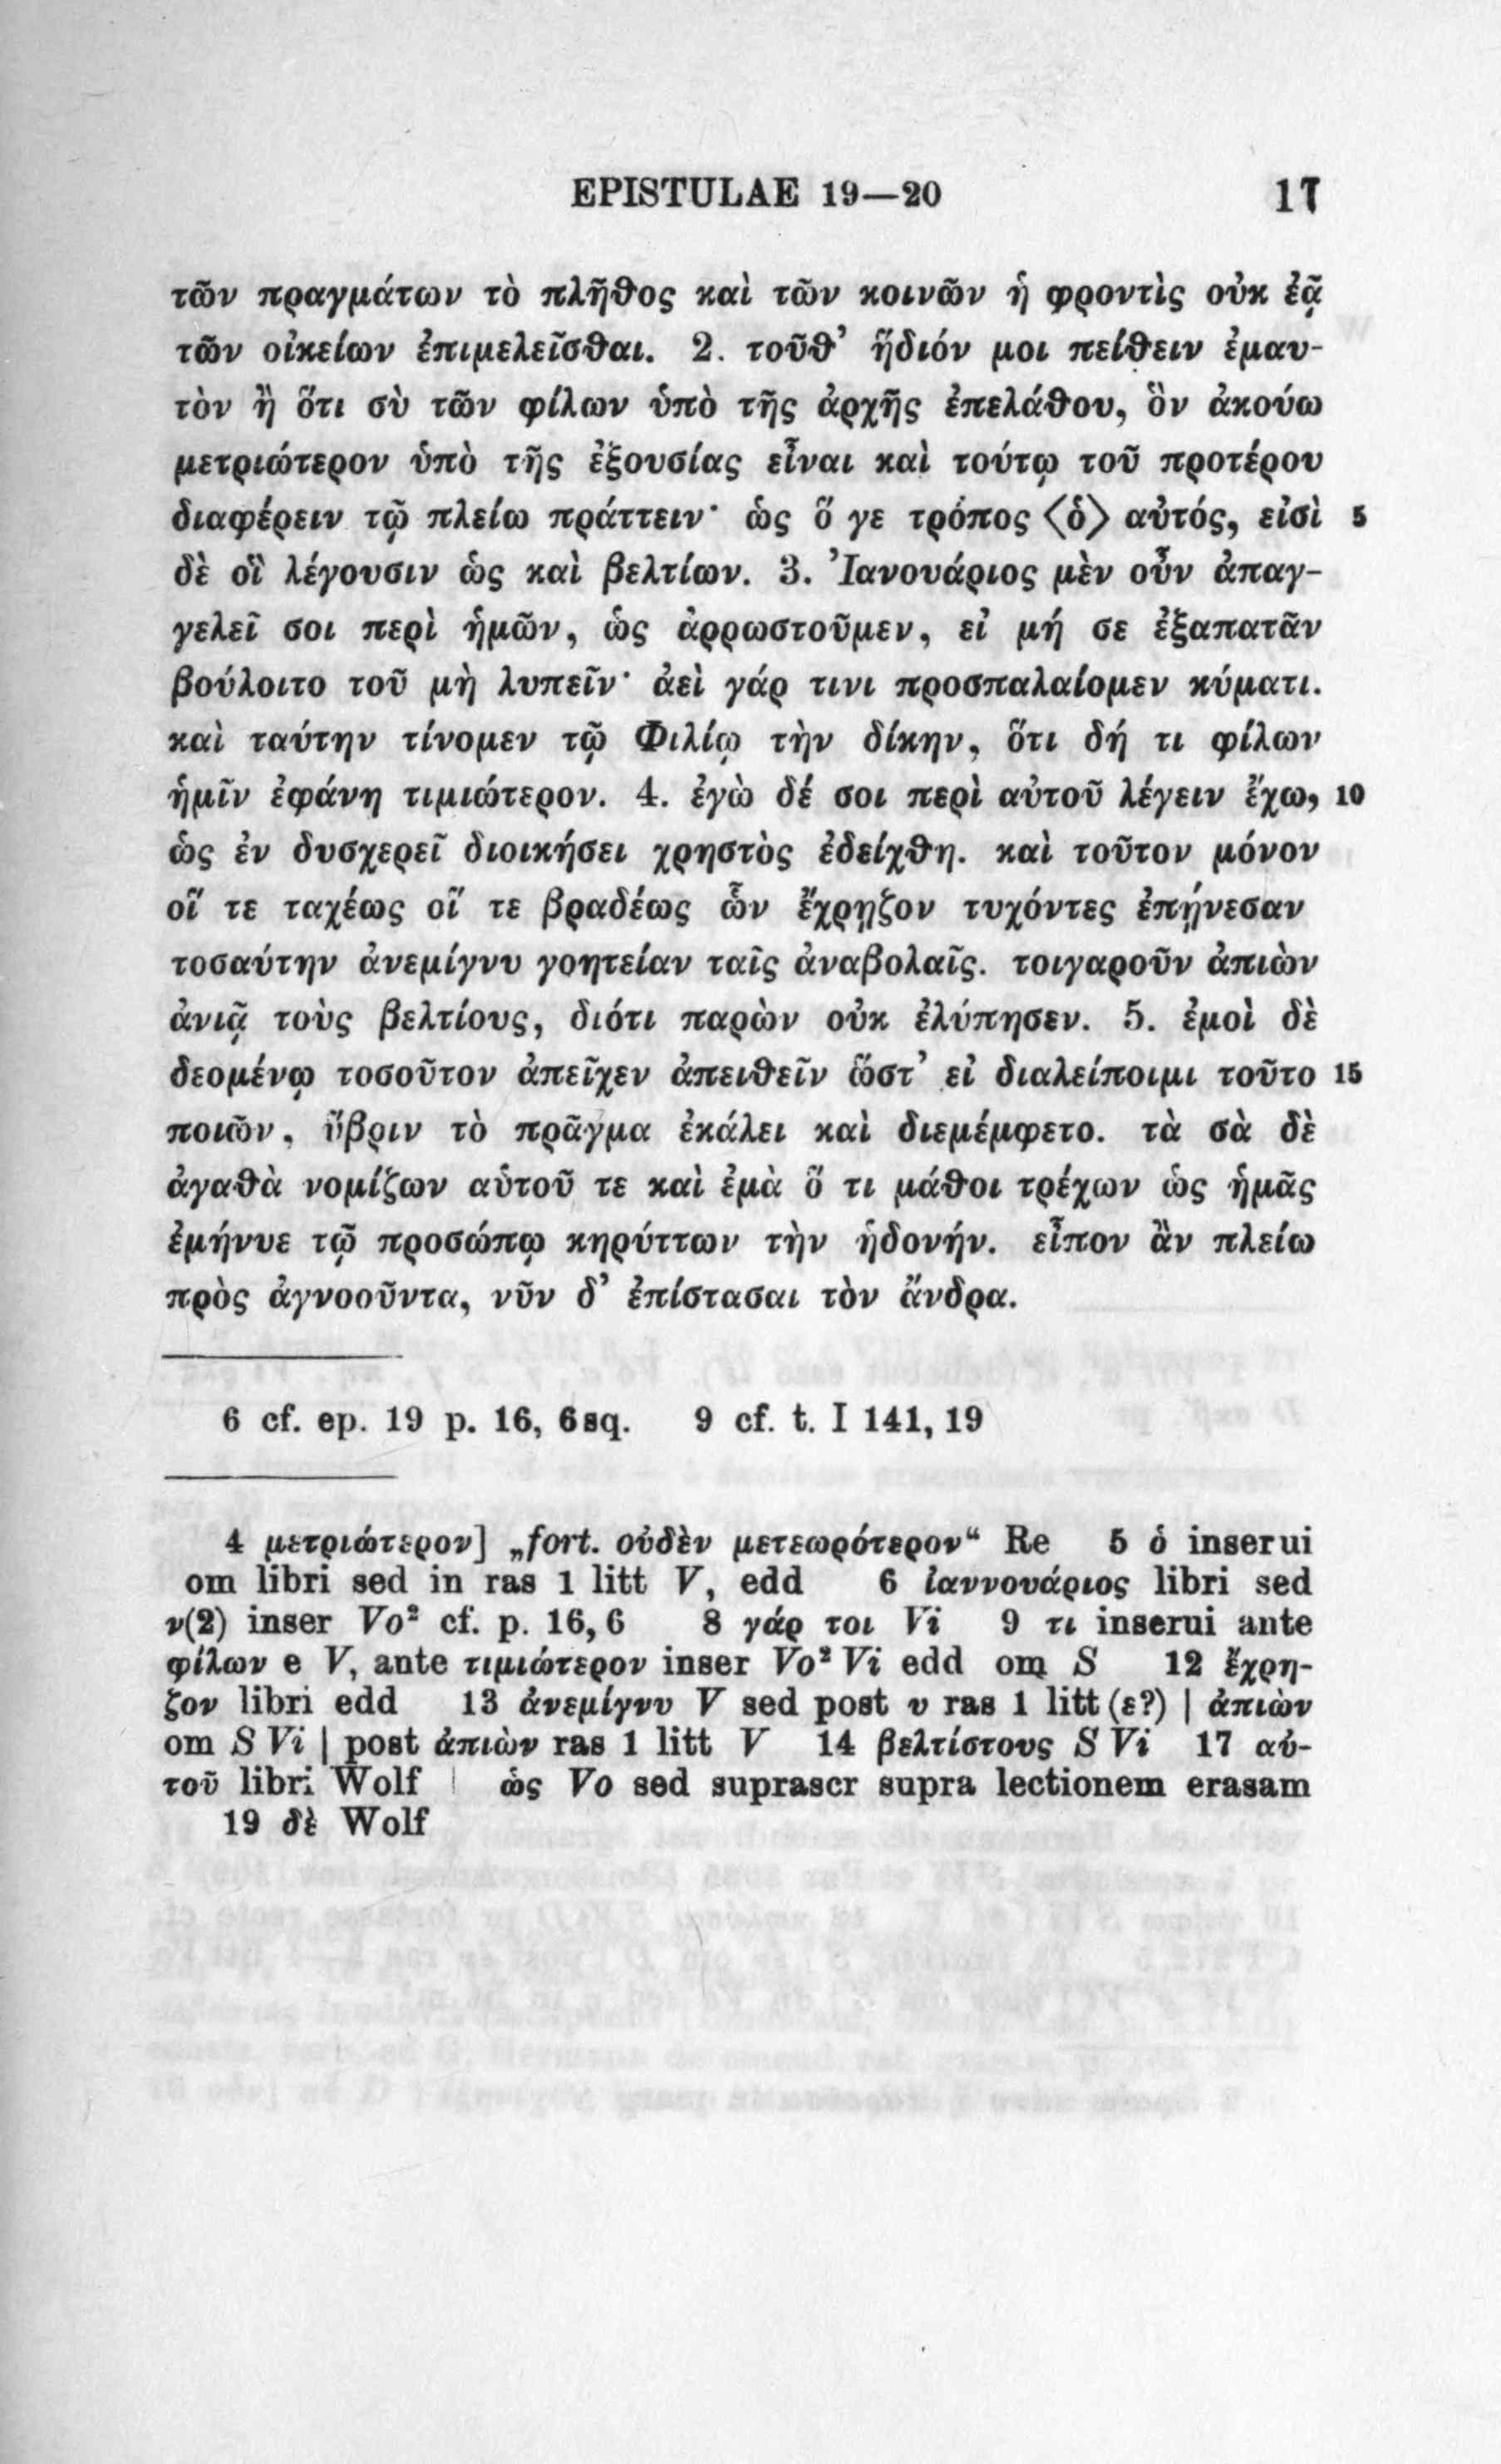 EPISTULAE 19—20 17
τῶν πραγμάτων τὸ πλῆθος καὶ τῶν κοινῶν ἡ φροντὶς οὐκ ἐᾷ
τῶν οἰκείων ἐπιμελεῖσθαι. 2. τοῦθ’ ἥδιόν μοι πείθειν ἐμαυ-
τὸν ἢ ὅτι σὺ τῶν φίλων ὑπὸ τῆς ἀρχῆς ἐπελάθου, ὃν ἀκούω
μετριώτερον ὑπὸ τῆς ἐξουσίας εἶναι καὶ τούτῳ τοῦ προτέρου
διαφέρειν τῷ πλείω πράττειν· ὡς ὅ γε τρόπος ⟨ὁ⟩ αὐτός, εἰσὶ 5
δὲ οἳ λέγουσιν ὡς καὶ βελτίων. 3. Ἰανουάριος μὲν οὖν ἀπαγ-
γελεῖ σοι περὶ ἡμῶν, ὡς ἀρρωστοῦμεν, εἰ μή σε ἐξαπατᾶν
βούλοιτο τοῦ μὴ λυπεῖν· ἀεὶ γάρ τινι προσπαλαίομεν κύματι.
καὶ ταύτην τίνομεν τῷ Φιλίῳ τὴν δίκην, ὅτι δή τι φίλων
ἡμῖν ἐφάνη τιμιώτερον. 4. ἐγὼ δέ σοι περὶ αὐτοῦ λέγειν ἔχω, 10
ὡς ἐν δυσχερεῖ διοικήσει χρηστὸς ἐδείχθη. καὶ τοῦτον μόνον
οἵ τε ταχέως οἵ τε βραδέως ὧν ἔχρῃζον τυχόντες ἐπῄνεσαν
τοσαύτην ἀνεμίγνυ γοητείαν ταῖς ἀναβολαῖς. τοιγαροῦν ἀπιὼν
ἀνιᾷ τοὺς βελτίους, διότι παρὼν οὐκ ἐλύπησεν. 5. ἐμοὶ δὲ
δεομένῳ τοσοῦτον ἀπεῖχεν ἀπειθεῖν ὥστ’ εἰ διαλείποιμι τοῦτο 15
ποιῶν, ὕβριν τὸ πρᾶγμα ἐκάλει καὶ διεμέμφετο. τὰ σὰ δὲ
ἀγαθὰ νομίζων αὑτοῦ τε καὶ ἐμὰ ὅ τι μάθοι τρέχων ὡς ἡμᾶς
ἐμήνυε τῷ προσώπῳ κηρύττων τὴν ἡδονήν. εἶπον ἂν πλείω
πρὸς ἀγνοοῦντα, νῦν δ’ ἐπίστασαι τὸν ἄνδρα.
6 cf. ep. 19 p. 16, 6 sq. 9 cf. t. I 141, 19
4 μετριώτερον] „fort. οὐδὲν μετεωρότερον“ Re 5 ὁ inserui
om libri sed in ras 1 litt V, edd 6 ἰαννουάριος libri sed
ν(2) inser Vo² cf. p. 16, 6 8 γάρ τοι Vi 9 τι inserui ante
φίλων e V, ante τιμιώτερον inser Vo² Vi edd om S 12 ἔχρη-
ζον libri edd 13 ἀνεμίγνυ V sed post υ ras 1 litt (ε?) | ἀπιὼν
om S Vi | post ἀπιὼν ras 1 litt V 14 βελτίστους S Vi 17 αὐ-
τοῦ libri Wolf | ὡς Vo sed suprascr supra lectionem erasam
19 δὲ Wolf